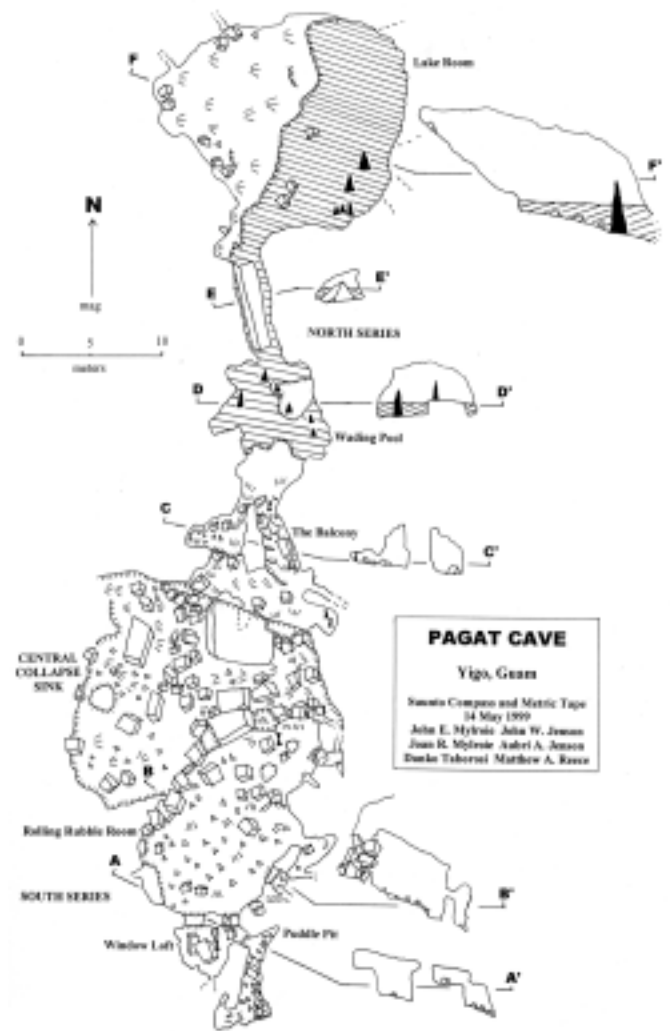 F
Lake Room
F'
N
mag
0 5 10
meters
E
E'
NORTH SERIES
D
D'
Wading Pool
C
The Balcony
C'
CENTRAL
COLLAPSE
SINK
PAGAT CAVE
Yigo, Guam
Suunto Compass and Metric Tape
14 May 1999
John E. Mylroie John W. Jenson
Joan R. Mylroie Aubri A. Jenson
Danko Taborosi Matthew A. Reece
B
Rolling Rubble Room
A
SOUTH SERIES
B'
Window Loft
Puddle Pit
A'